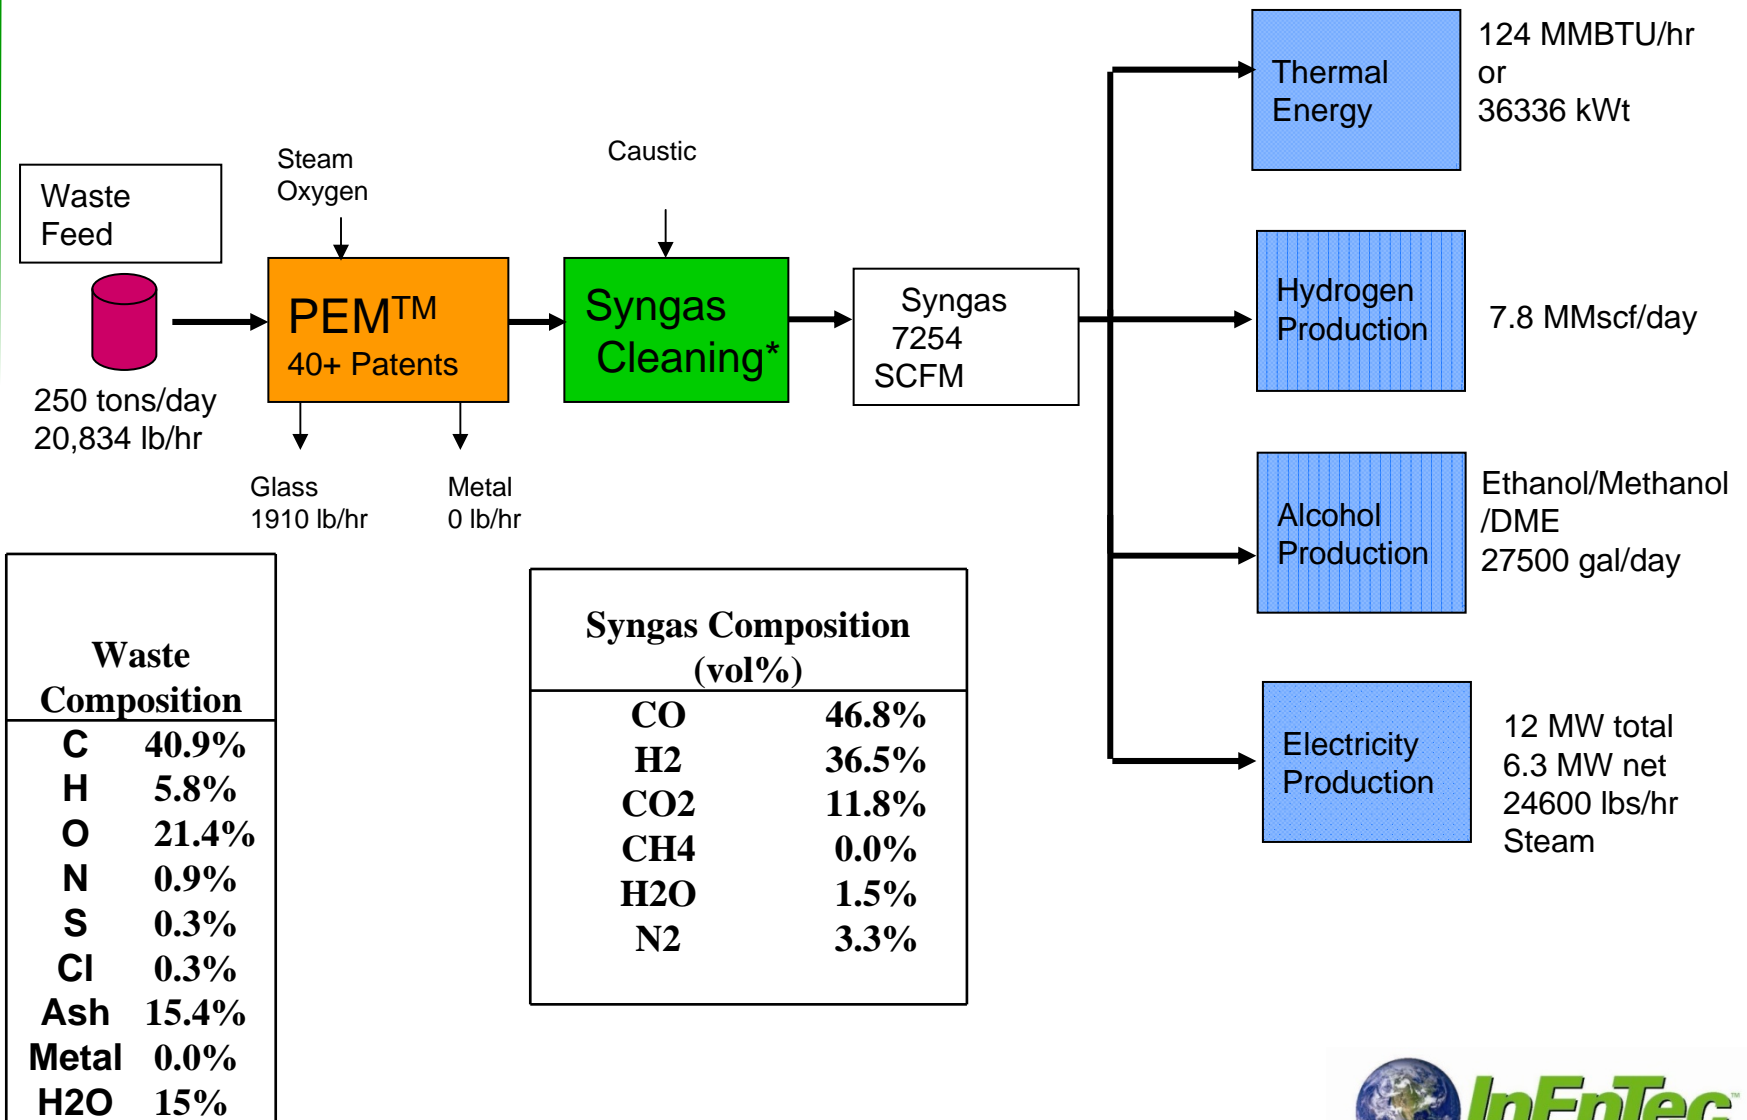 124 MMBTU/hr
or
36336 kWt
Thermal
Energy
Steam
Oxygen
Caustic
Waste
Feed
PEM™
40+ Patents
Syngas
Cleaning*
Syngas
7254
SCFM
Hydrogen
Production
7.8 MMscf/day
250 tons/day
20,834 lb/hr
Glass
1910 lb/hr
Metal
0 lb/hr
Alcohol
Production
Ethanol/Methanol
/DME
27500 gal/day
Electricity
Production
12 MW total
6.3 MW net
24600 lbs/hr
Steam
Waste
Composition
C 40.9%
H 5.8%
O 21.4%
N 0.9%
S 0.3%
Cl 0.3%
Ash 15.4%
Metal 0.0%
H2O 15%
Syngas Composition
(vol%)
CO 46.8%
H2 36.5%
CO2 11.8%
CH4 0.0%
H2O 1.5%
N2 3.3%
InEnTec™